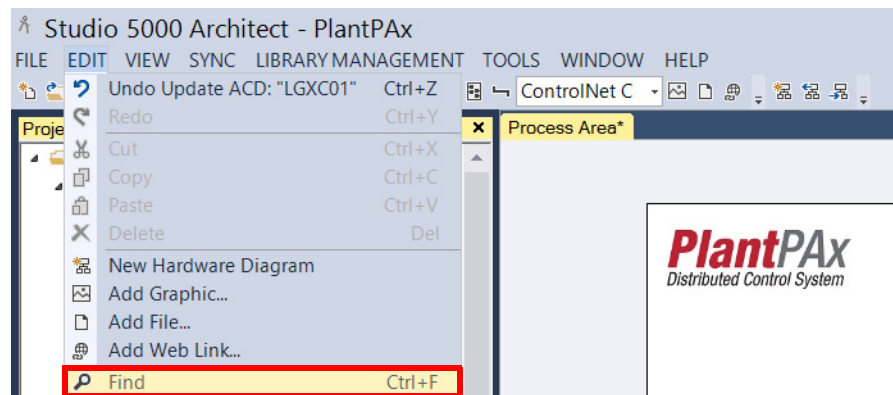 Studio 5000 Architect - PlantPAx
FILE EDIT VIEW SYNC LIBRARY MANAGEMENT TOOLS WINDOW HELP
Undo Update ACD: "LGXC01" Ctrl+Z
ControlNet C
Redo Ctrl+Y
Proje
Process Area*
Cut Ctrl+X
Copy Ctrl+C
Paste Ctrl+V
Delete Del
PlantPAx
Distributed Control System
New Hardware Diagram
Add Graphic...
Add File...
Add Web Link...
Find Ctrl+F